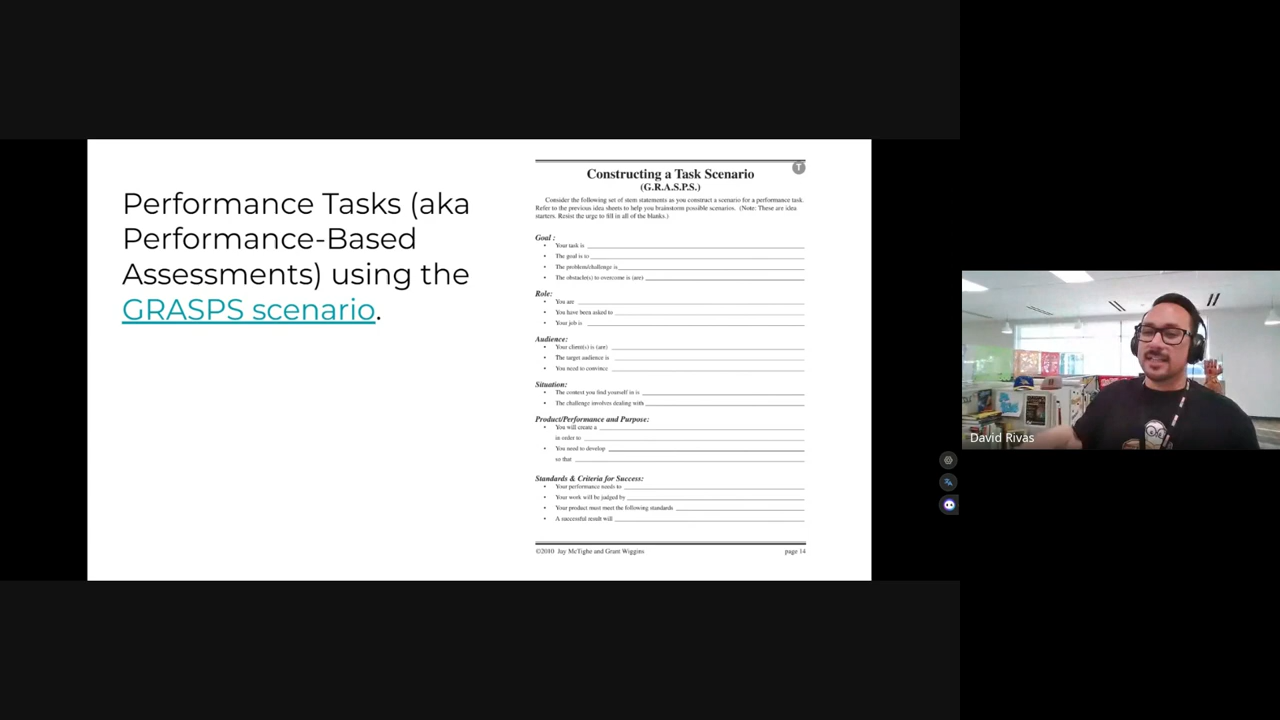 Performance Tasks (aka
Performance-Based
Assessments) using the
GRASPS scenario.
T
Constructing a Task Scenario
(G.R.A.S.P.S.)
Consider the following set of stem statements as you construct a scenario for a performance task.
Refer to the previous idea sheets to help you brainstorm possible scenarios. (Note: These are idea
starters. Resist the urge to fill in all of the blanks.)
Goal :
• Your task is
• The goal is to
• The problem/challenge is
• The obstacle(s) to overcome is (are)
Role:
• You are
• You have been asked to
• Your job is
Audience:
• Your client(s) is (are)
• The target audience is
• You need to convince
Situation:
• The context you find yourself in is
• The challenge involves dealing with
Product/Performance and Purpose:
• You will create a
in order to
• You need to develop
so that
Standards & Criteria for Success:
• Your performance needs to
• Your work will be judged by
• Your product must meet the following standards
• A successful result will
©2010 Jay McTighe and Grant Wiggins
page 14
David Rivas